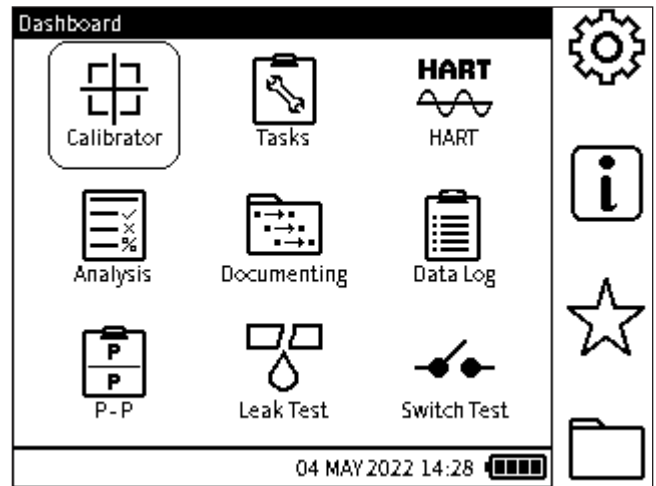 Dashboard
Calibrator
Tasks
HART
HART
Analysis
✓
×
%
Documenting
Data Log
P
P
P-P
Leak Test
Switch Test
i
04 MAY 2022 14:28